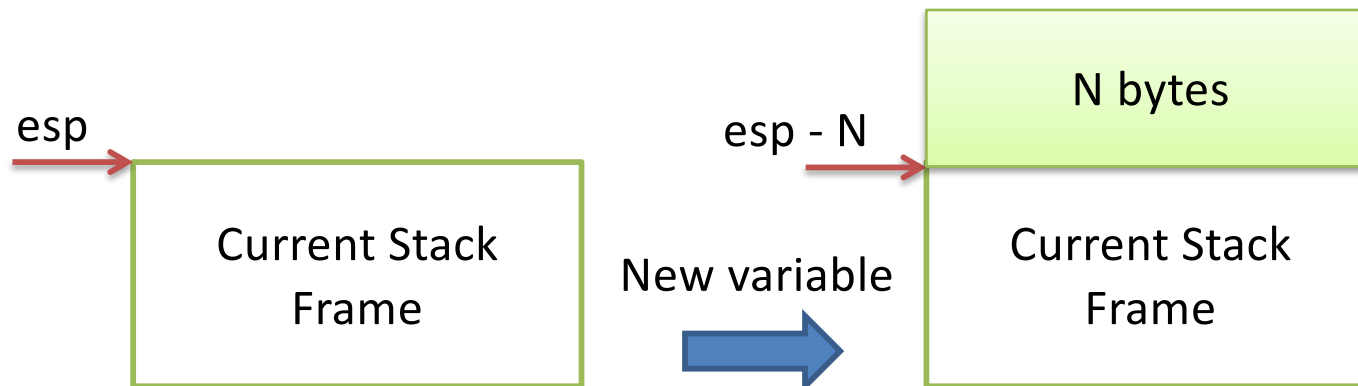 esp
Current Stack
Frame
New variable
esp - N
N bytes
Current Stack
Frame